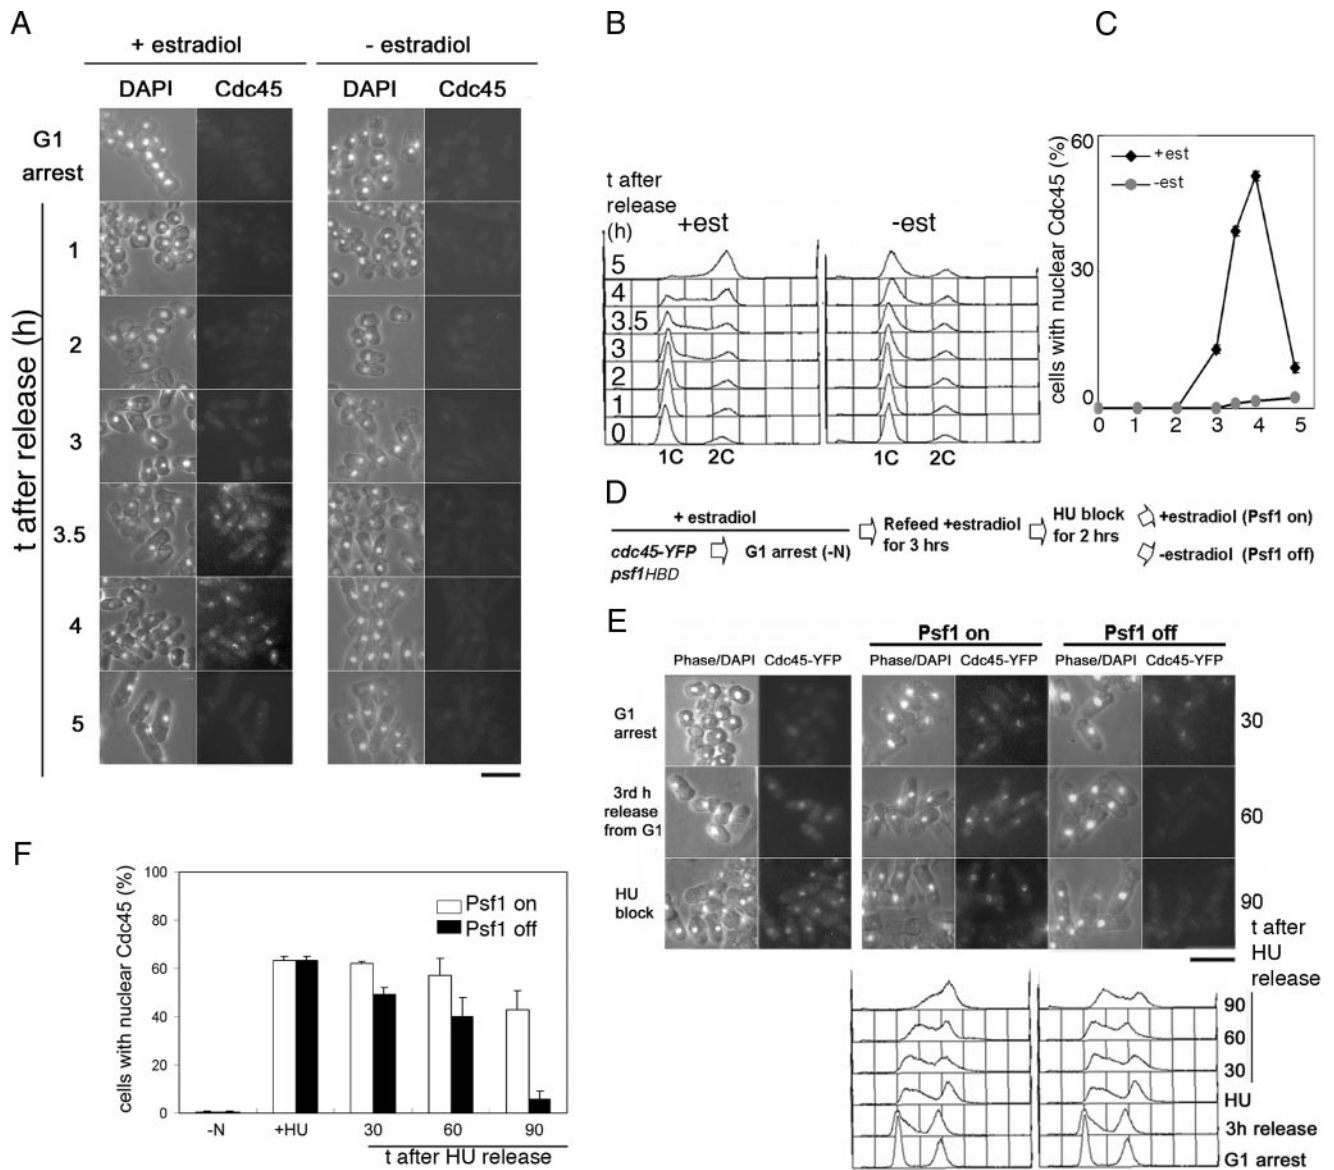 A
+ estradiol
- estradiol
DAPI
Cdc45
DAPI
Cdc45
G1
arrest
t after release (h)
1
2
3
3.5
4
5
B
t after
release
(h)
+est
-est
5
4
3.5
3
2
1
0
1C
2C
1C
2C
C
cells with nuclear Cdc45 (%)
60
30
0
+est
-est
0 1 2 3 4 5
D
+ estradiol
cdc45-YFP
psf1HBD
G1 arrest (-N)
Refeed +estradiol
for 3 hrs
HU block
for 2 hrs
+estradiol (Psf1 on)
-estradiol (Psf1 off)
E
Psf1 on
Psf1 off
Phase/DAPI
Cdc45-YFP
Phase/DAPI
Cdc45-YFP
Phase/DAPI
Cdc45-YFP
G1
arrest
30
3rd h
release
from G1
60
HU
block
90
t after
HU
release
90
60
30
HU
3h release
G1 arrest
F
cells with nuclear Cdc45 (%)
100
80
60
40
20
0
Psf1 on
Psf1 off
-N
+HU
30
60
90
t after HU release